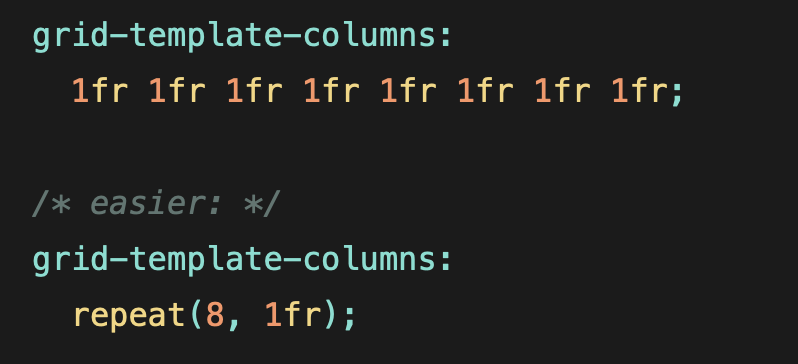 grid-template-columns:
1fr 1fr 1fr 1fr 1fr 1fr 1fr 1fr;
/* easier: */
grid-template-columns:
repeat(8, 1fr);